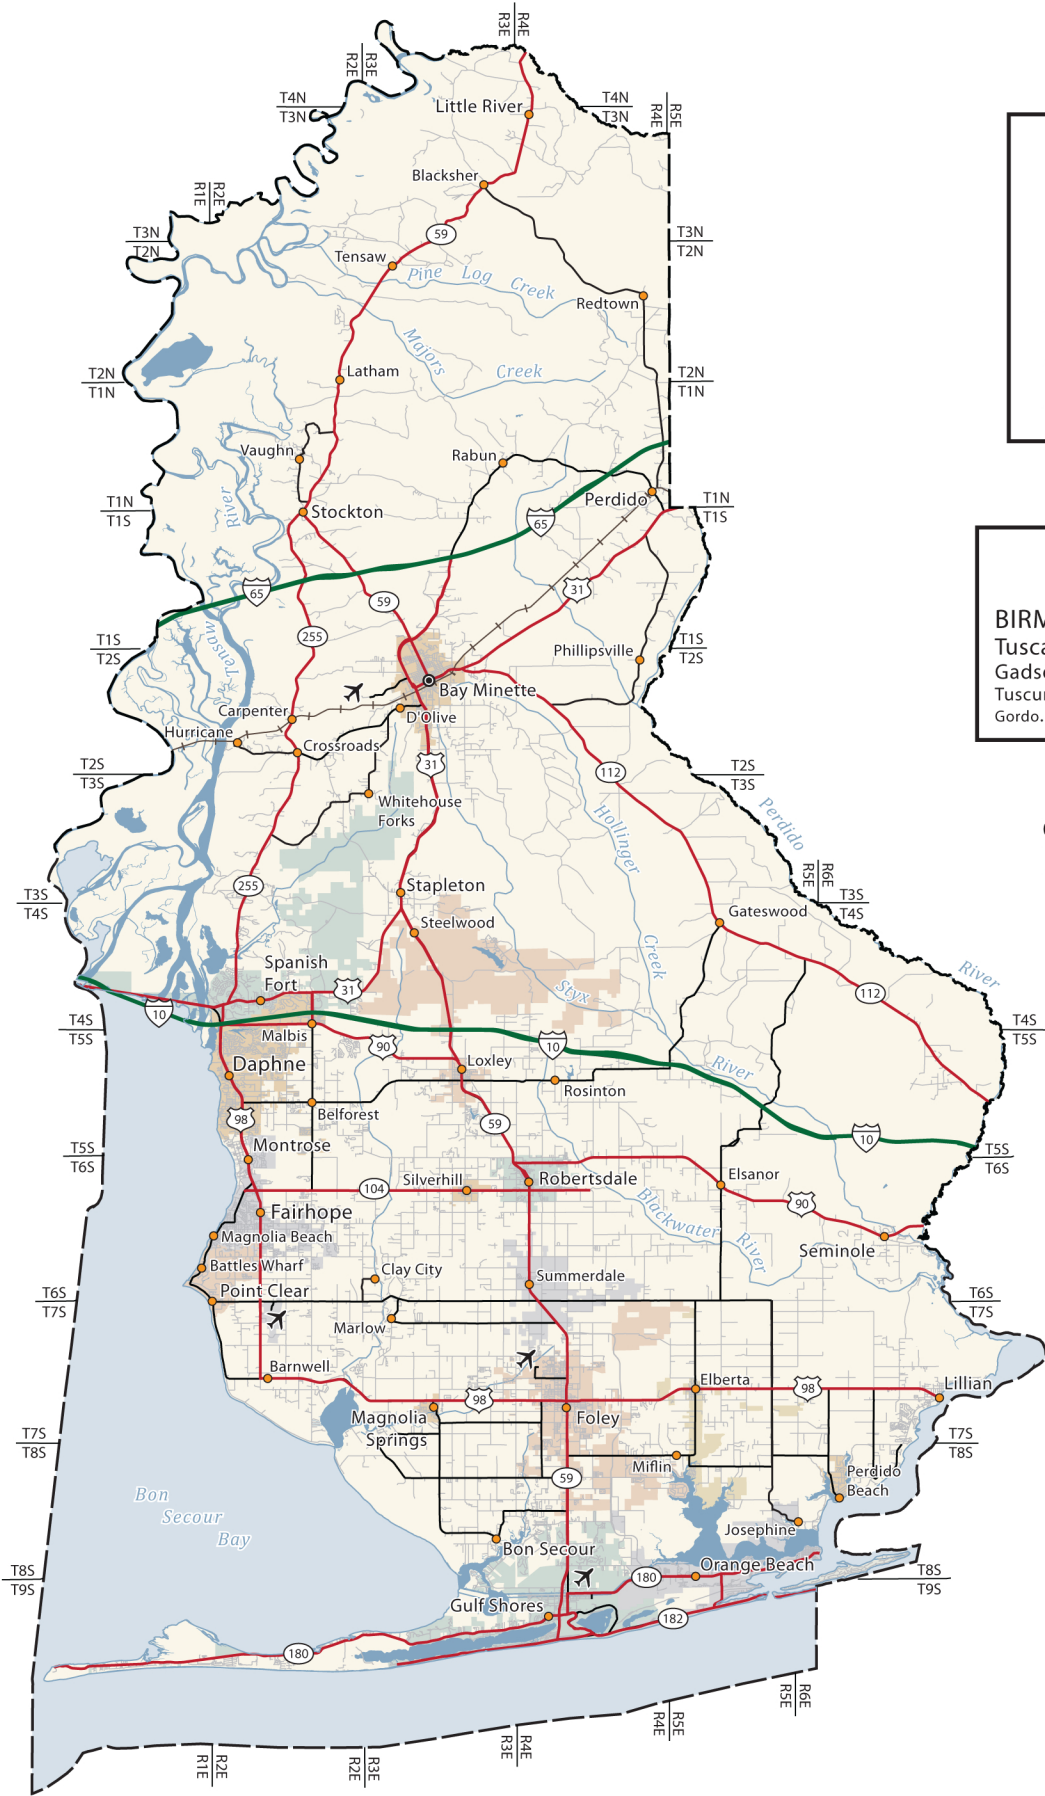 R4E
R3E
R3E
R2E
T4N
T3N
T4N
T3N
R5E
R4E
Little River
Blacksher
R2E
R1E
59
T3N
T2N
T3N
T2N
Tensaw
Pine Log Creek
Redtown
Majors
Creek
Latham
T2N
T1N
T2N
T1N
Vaughn
Rabun
Perdido
T1N
T1S
T1N
T1S
River
Stockton
65
65
31
59
BIRM
Tusca
Gadsd
Tuscum
Gordo.
255
T1S
T2S
T1S
T2S
Tensaw
Phillipsville
Bay Minette
Carpenter
D'Olive
Hurricane
Crossroads
31
112
T2S
T3S
T2S
T3S
Whitehouse
Forks
Hollinger
Perdido
R6E
R5E
255
Stapleton
T3S
T4S
T3S
T4S
Steelwood
Gateswood
Creek
Spanish
Fort
River
31
Styx
112
10
T4S
T5S
T4S
T5S
Malbis
90
10
Daphne
Loxley
River
Rosinton
98
Belforest
59
10
T5S
T6S
T5S
T6S
Montrose
Silverhill
104
Robertsdale
Elsanor
90
Fairhope
Blackwater
River
Magnolia Beach
Seminole
Battles Wharf
Clay City
Point Clear
Summerdale
T6S
T7S
T6S
T7S
Marlow
Barnwell
Elberta
98
98
Lillian
Magnolia
Springs
Foley
T7S
T8S
T7S
T8S
Miflin
59
Perdido
Beach
Bon
Secour
Bay
Josephine
Bon Secour
Orange Beach
T8S
T9S
T8S
T9S
180
Gulf Shores
182
180
R6E
R5E
R5E
R4E
R4E
R3E
R3E
R2E
R2E
R1E